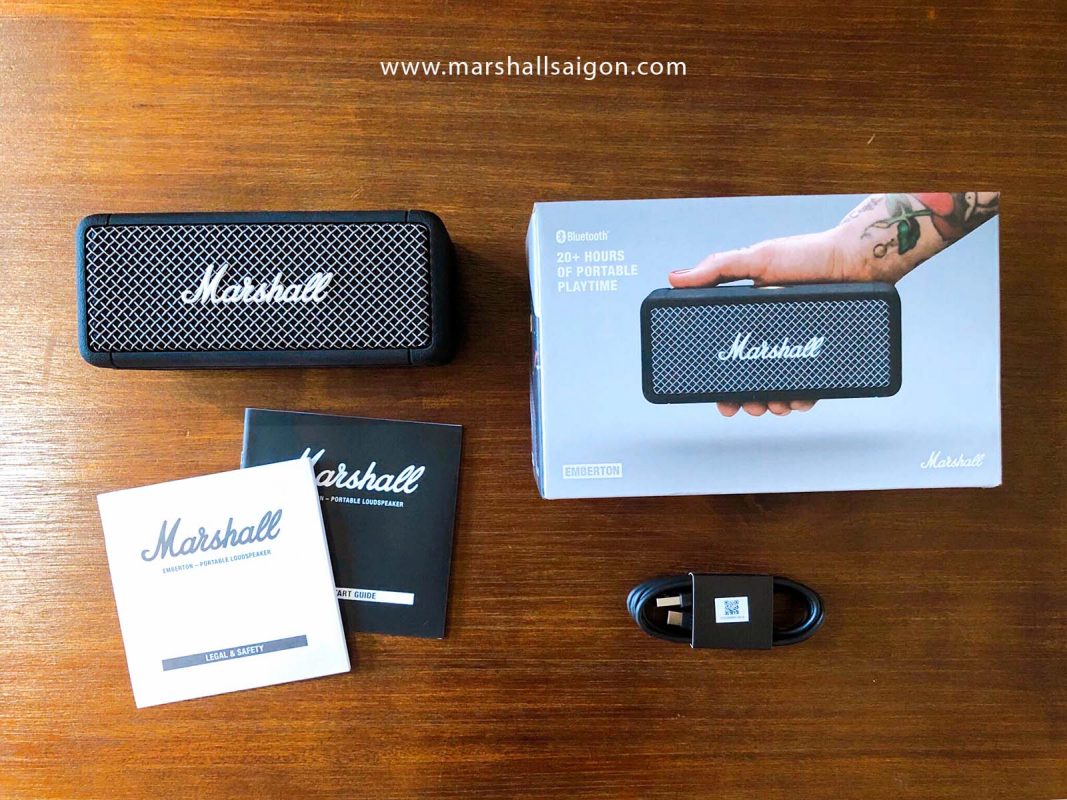 www.marshallsaigon.com
Marshall
Bluetooth
20+ HOURS
OF PORTABLE
PLAYTIME
Marshall
EMBERTON
Marshall
Marshall
PORTABLE LOUDSPEAKER
GUIDE
Marshall
EMBERTON – PORTABLE LOUDSPEAKER
LEGAL & SAFETY